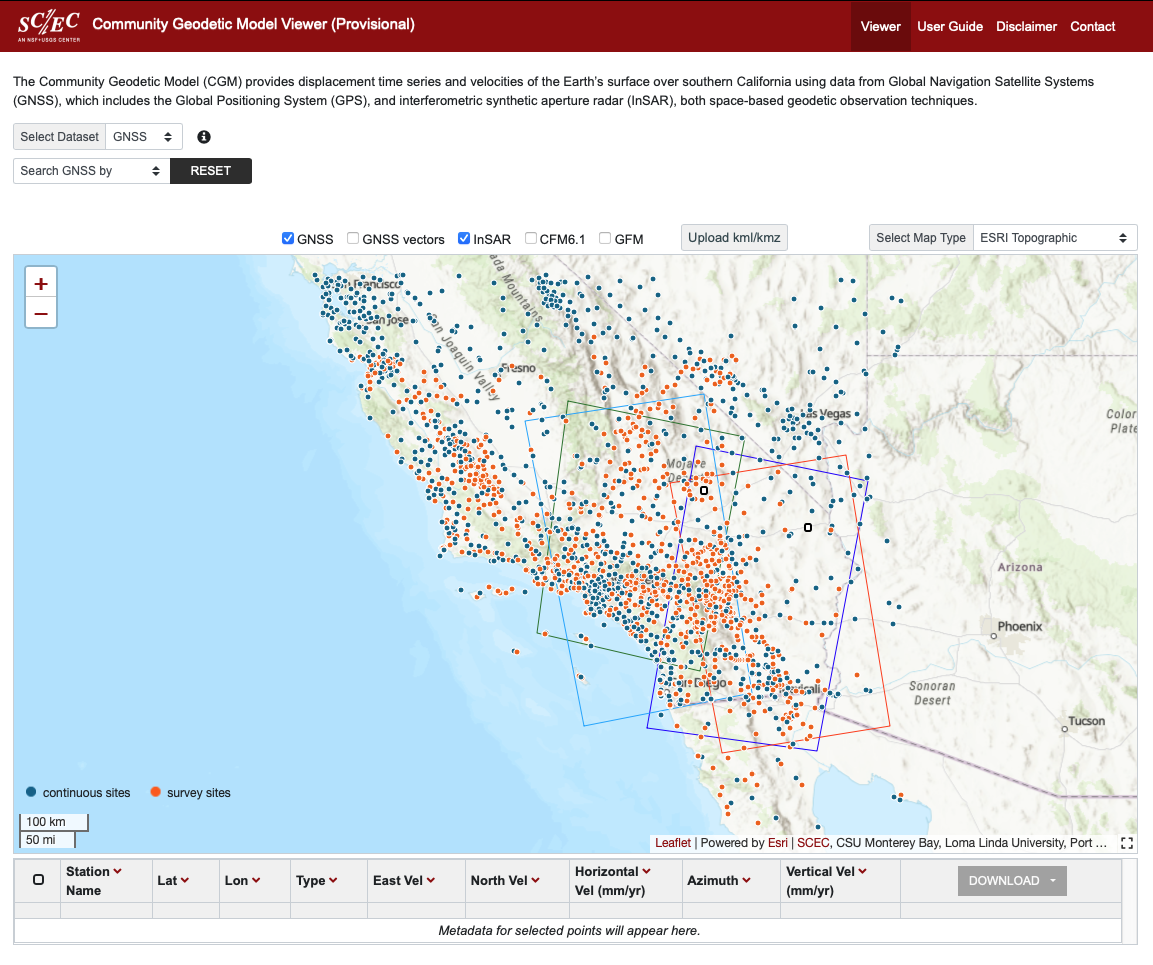 SC/EC
AN NSF+USGS CENTER
Community Geodetic Model Viewer (Provisional)
Viewer
User Guide
Disclaimer
Contact
The Community Geodetic Model (CGM) provides displacement time series and velocities of the Earth's surface over southern California using data from Global Navigation Satellite Systems
(GNSS), which includes the Global Positioning System (GPS), and interferometric synthetic aperture radar (InSAR), both space-based geodetic observation techniques.
Select Dataset GNSS
Search GNSS by RESET
GNSS GNSS vectors InSAR CFM6.1 GFM Upload kml/kmz Select Map Type ESRI Topographic
+
−
Francisco
San Jose
San Joaquin Valley
Mountains
Fresno
as Vegas
Color
Plate
Mojave
Arizona
Phoenix
San Diego
Sonoran
Desert
Tucson
continuous sites survey sites
100 km
50 mi
Leaflet | Powered by Esri | SCEC, CSU Monterey Bay, Loma Linda University, Port ...
Station
Name
Lat
Lon
Type
East Vel
North Vel
Horizontal
Vel (mm/yr)
Azimuth
Vertical Vel
(mm/yr)
DOWNLOAD
Metadata for selected points will appear here.